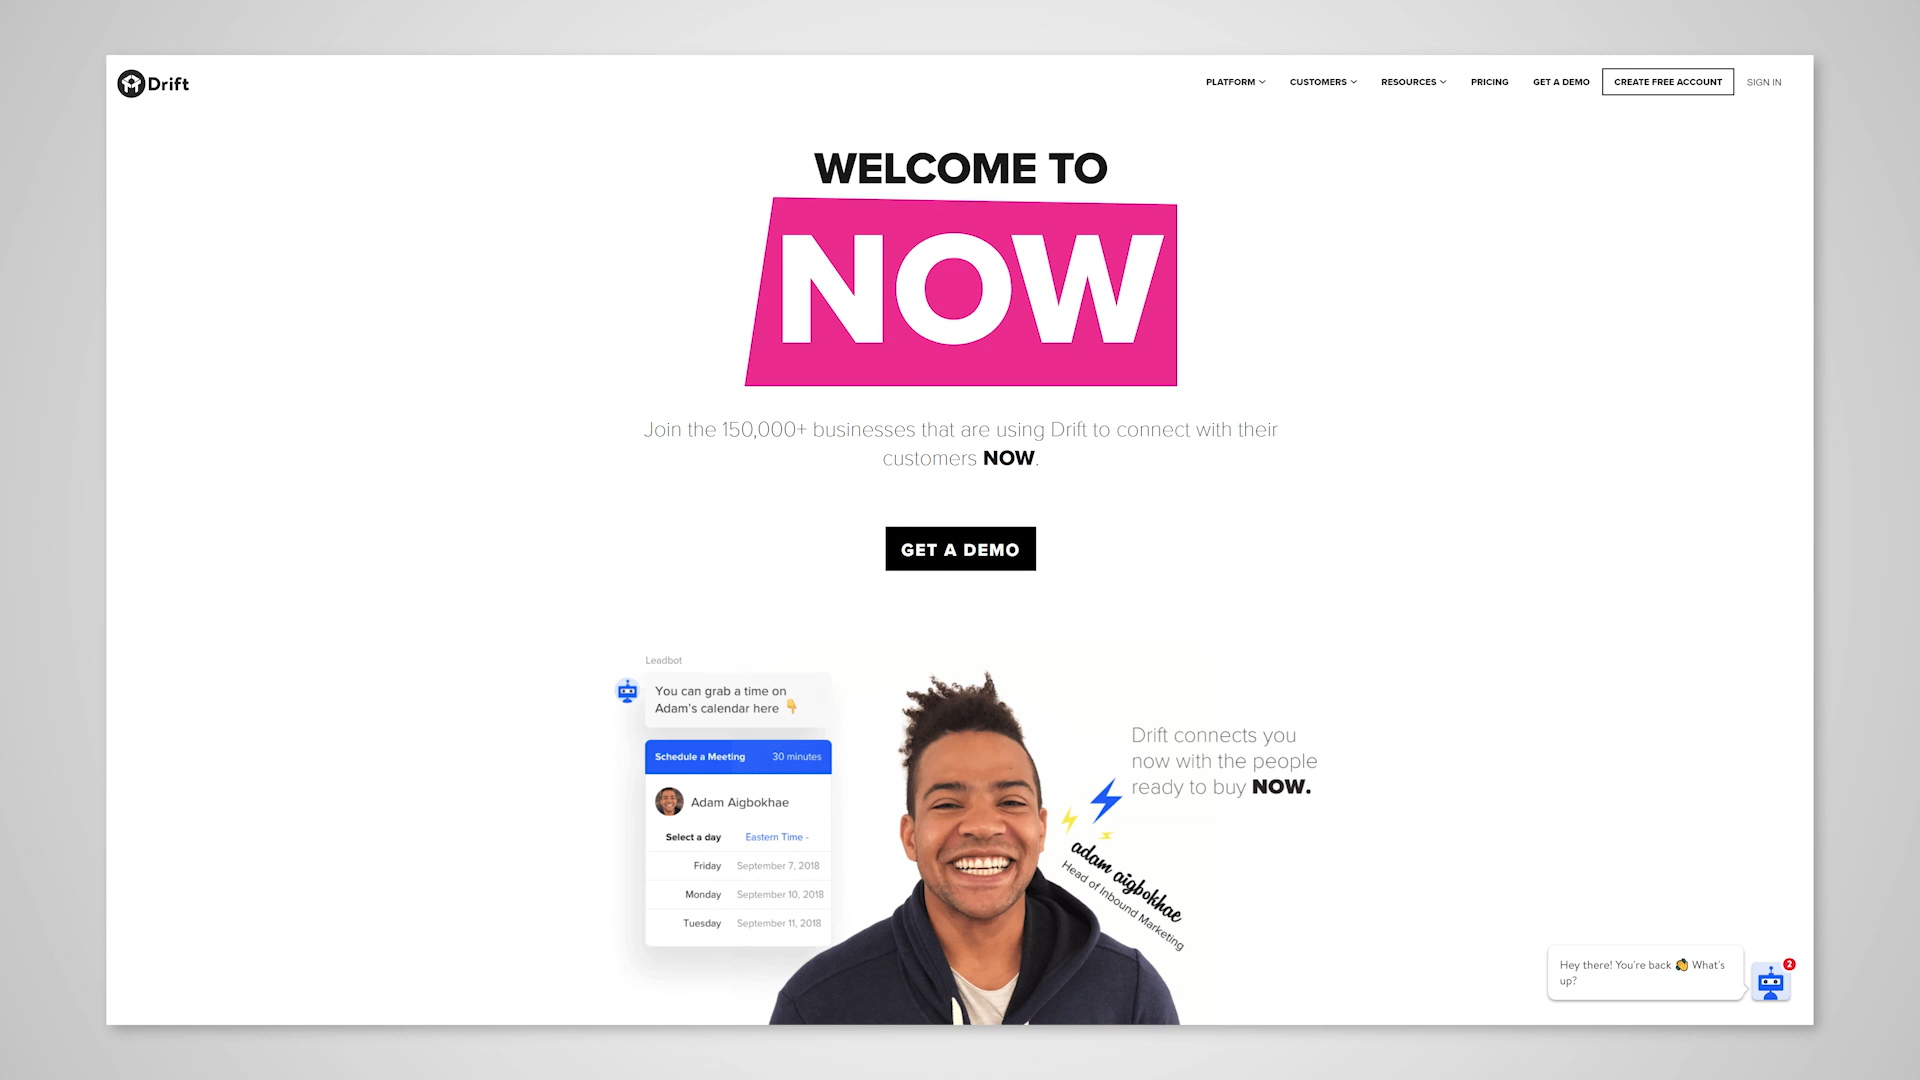 Drift
PLATFORM
CUSTOMERS
RESOURCES
PRICING
GET A DEMO
CREATE FREE ACCOUNT
SIGN IN
WELCOME TO
NOW
Join the 150,000+ businesses that are using Drift to connect with their
customers NOW.
GET A DEMO
Leadbot
You can grab a time on
Adam's calendar here 👇
Schedule a Meeting 30 minutes
Adam Aigbokhae
Select a day Eastern Time -
Friday September 7, 2018
Monday September 10, 2018
Tuesday September 11, 2018
Drift connects you
now with the people
ready to buy NOW.
adam aigbokhae
Head of Inbound Marketing
Hey there! You're back 👋 What's
up?
2